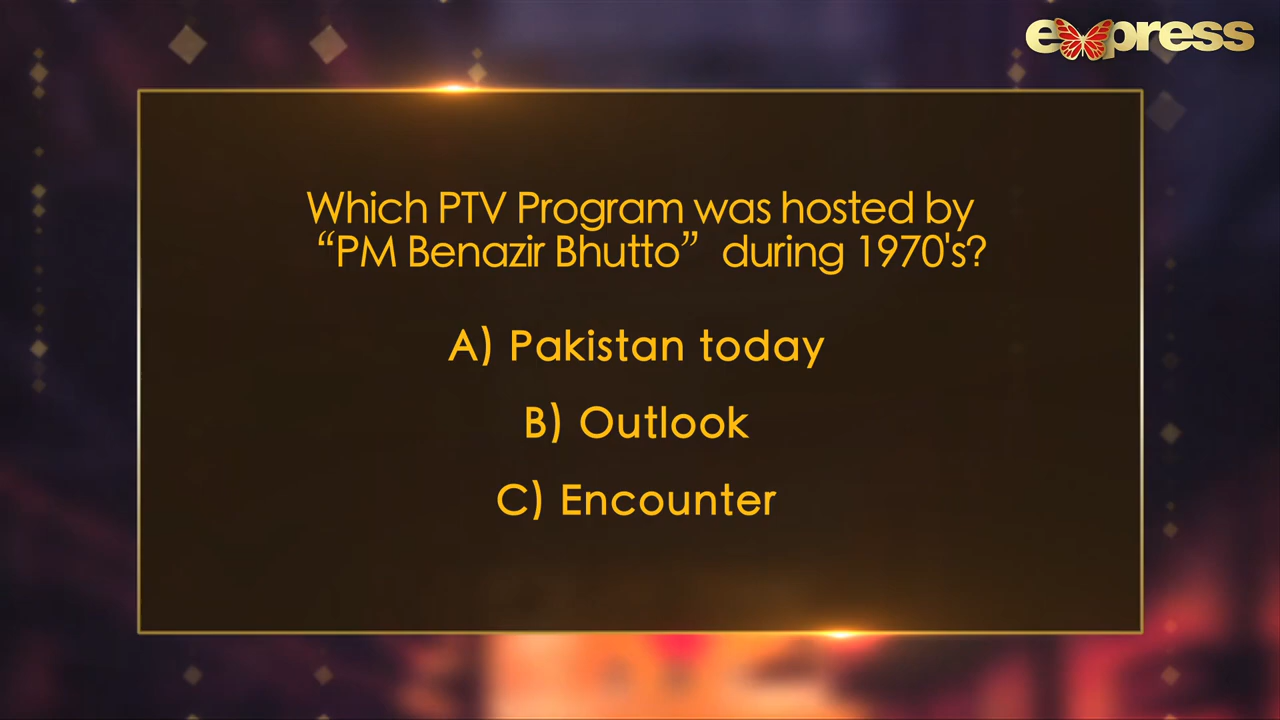 express
Which PTV Program was hosted by
“PM Benazir Bhutto” during 1970's?
A) Pakistan today
B) Outlook
C) Encounter